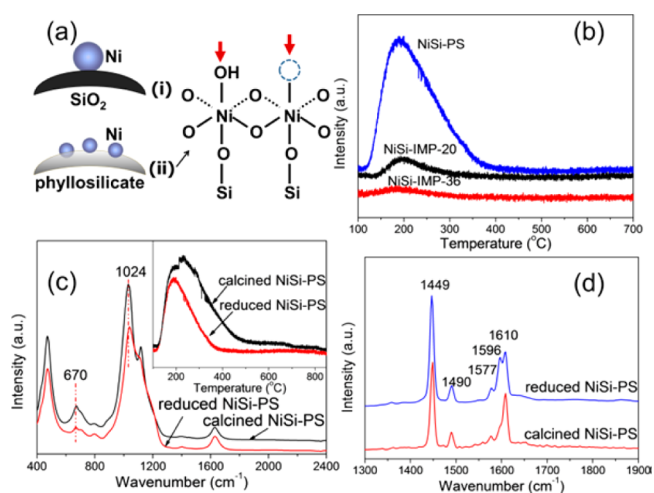 (a)
Ni
(i)
SiO2
Ni
(ii)
phyllosilicate
OH
O O O
Ni Ni
O O O
O O
Si Si
(b)
NiSi-PS
NiSi-IMP-20
NiSi-IMP-36
Intensity (a.u.)
100 200 300 400 500 600 700
Temperature (°C)
(c)
1024
670
calcined NiSi-PS
reduced NiSi-PS
200 400 600 800
Temperature (°C)
reduced NiSi-PS
calcined NiSi-PS
Intensity (a.u.)
400 800 1200 1600 2000 2400
Wavenumber (cm-1)
(d)
1449
1490
1577
1596
1610
reduced NiSi-PS
calcined NiSi-PS
Intensity (a.u.)
1300 1400 1500 1600 1700 1800 1900
Wavenumber (cm-1)